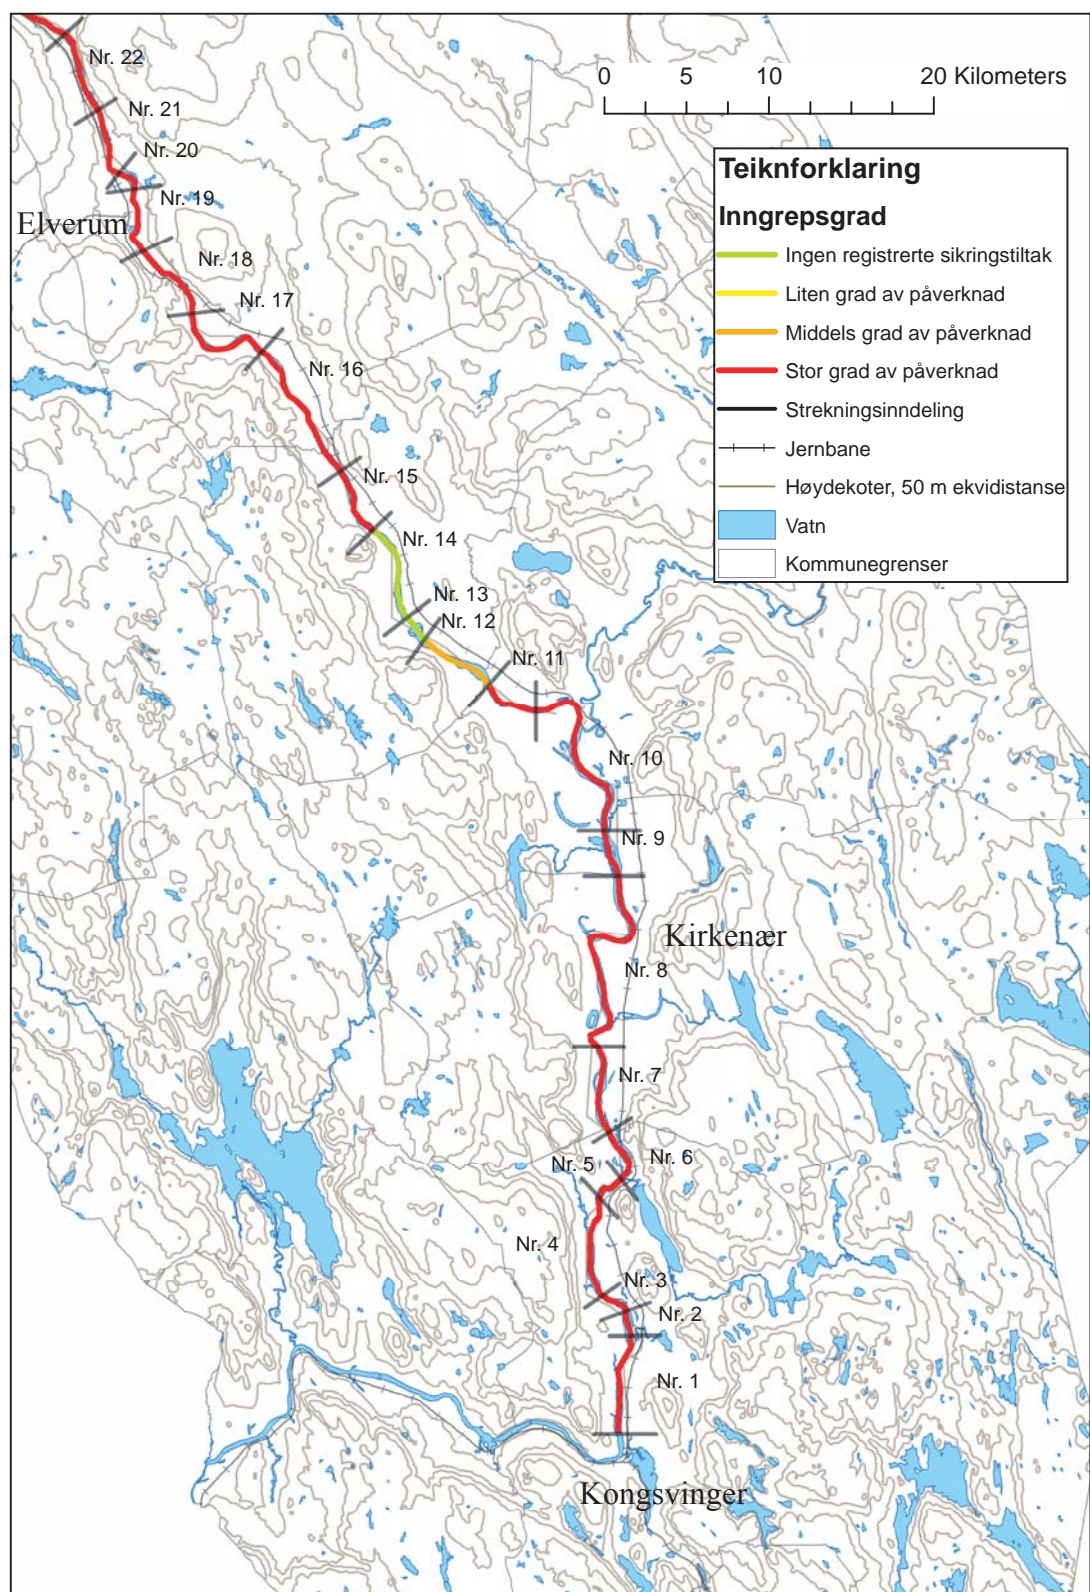 Nr. 22
0 5 10 20 Kilometers
Nr. 21
Nr. 20
Nr. 19
Elverum
Nr. 18
Nr. 17
Nr. 16
Nr. 15
Nr. 14
Nr. 13
Nr. 12
Nr. 11
Nr. 10
Nr. 9
Kirkenær
Nr. 8
Nr. 7
Nr. 6
Nr. 5
Nr. 4
Nr. 3
Nr. 2
Nr. 1
Kongsvinger
Teiknforklaring
Inngrepsgrad
Ingen registrerte sikringstiltak
Liten grad av påverknad
Middels grad av påverknad
Stor grad av påverknad
Strekningsinndeling
Jernbane
Høydekoter, 50 m ekvidistanse
Vatn
Kommunegrenser